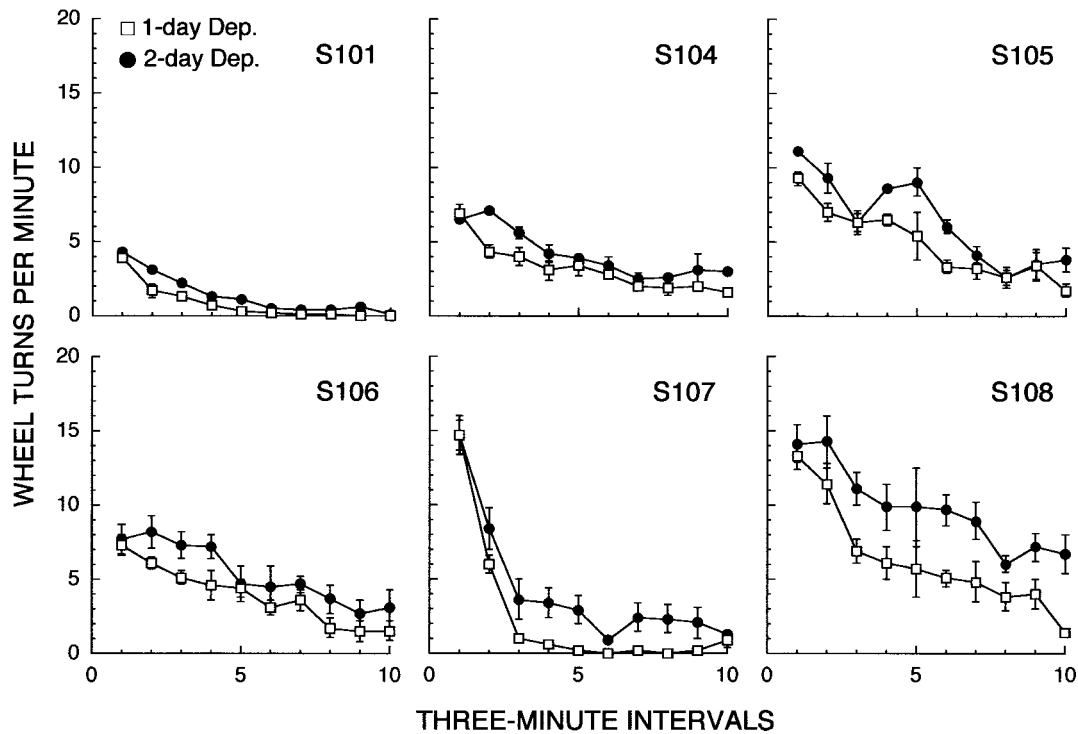 1-day Dep.
2-day Dep.
S101
S104
S105
20
15
10
5
0
S106
S107
S108
20
15
10
5
0
0 5 10
0 5 10
0 5 10
WHEEL TURNS PER MINUTE
THREE-MINUTE INTERVALS